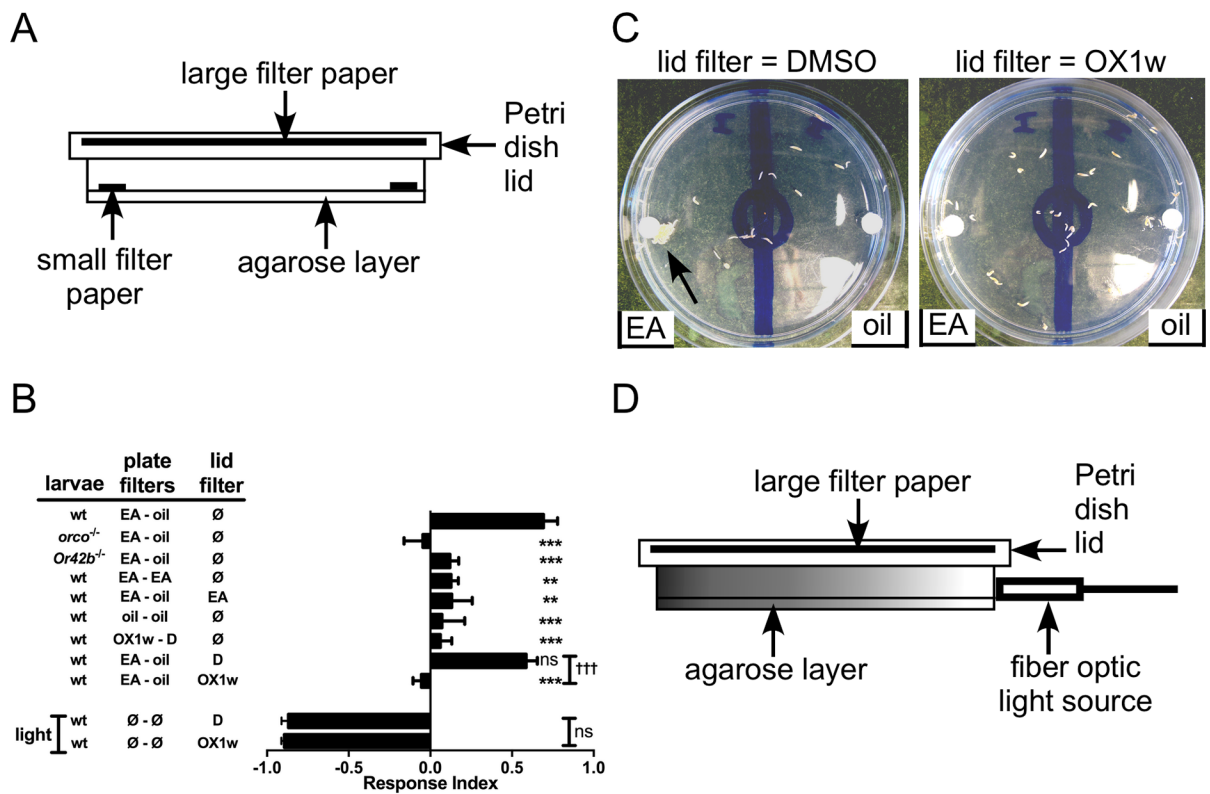 A
large filter paper
Petri
dish
lid
small filter
paper
agarose layer
B
larvae
plate
filters
lid
filter
wt EA - oil Ø
orco-/- EA - oil Ø ***
Or42b-/- EA - oil Ø ***
wt EA - EA Ø **
wt EA - oil EA **
wt oil - oil Ø ***
wt OX1w - D Ø ***
wt EA - oil D ns
wt EA - oil OX1w ***
†††
light
wt Ø - Ø D
wt Ø - Ø OX1w
ns
-1.0 -0.5 0.0 0.5 1.0
Response Index
C
lid filter = DMSO
lid filter = OX1w
EA
oil
EA
oil
D
large filter paper
Petri
dish
lid
agarose layer
fiber optic
light source